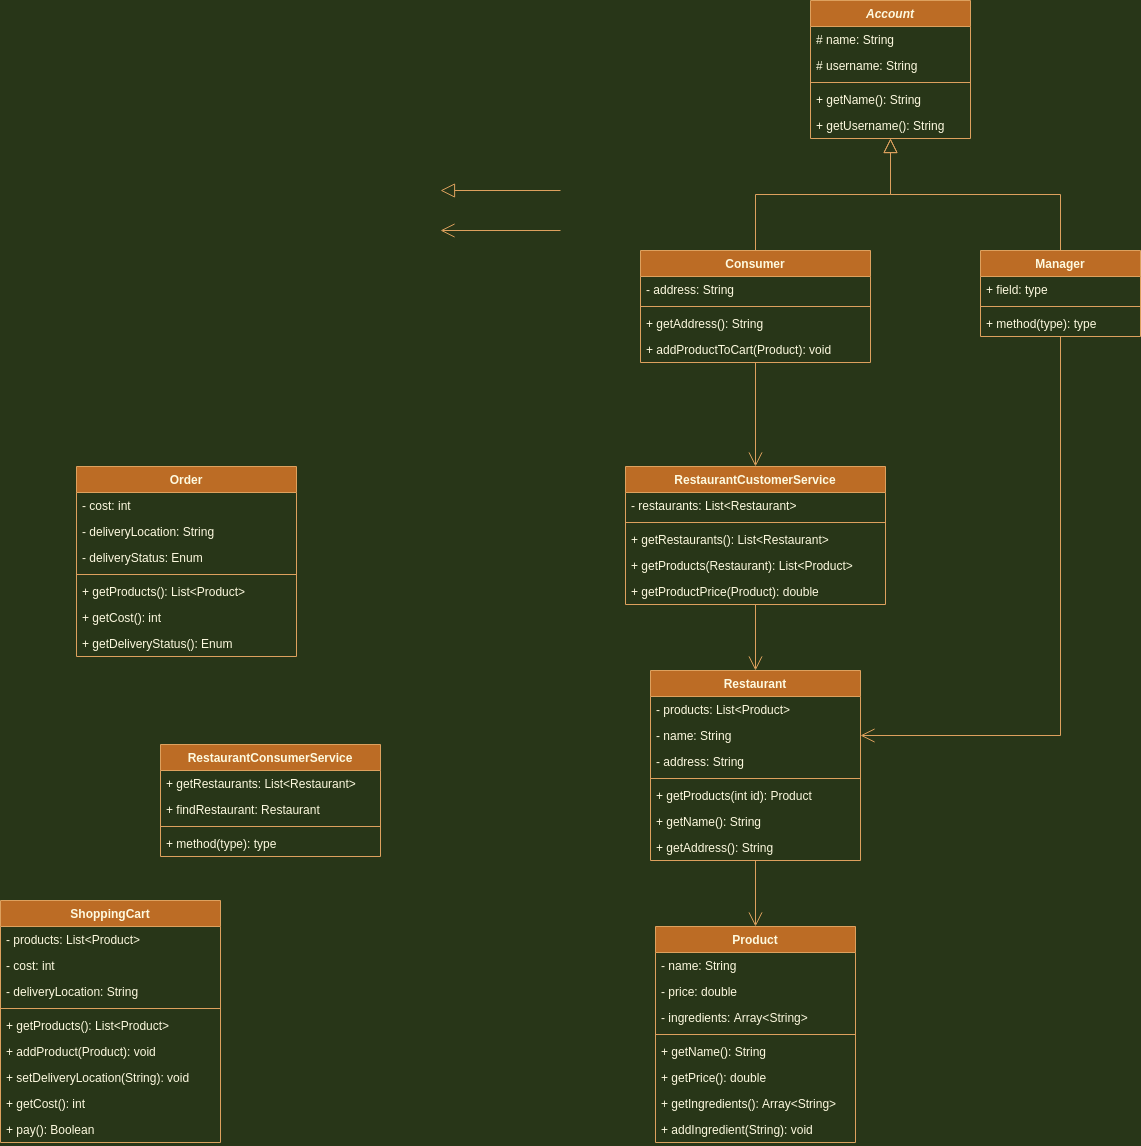 Account
# name: String
# username: String
+ getName(): String
+ getUsername(): String
Consumer
- address: String
+ getAddress(): String
+ addProductToCart(Product): void
Manager
+ field: type
+ method(type): type
Order
- cost: int
- deliveryLocation: String
- deliveryStatus: Enum
+ getProducts(): List<Product>
+ getCost(): int
+ getDeliveryStatus(): Enum
RestaurantCustomerService
- restaurants: List<Restaurant>
+ getRestaurants(): List<Restaurant>
+ getProducts(Restaurant): List<Product>
+ getProductPrice(Product): double
Restaurant
- products: List<Product>
- name: String
- address: String
+ getProducts(int id): Product
+ getName(): String
+ getAddress(): String
RestaurantConsumerService
+ getRestaurants: List<Restaurant>
+ findRestaurant: Restaurant
+ method(type): type
ShoppingCart
- products: List<Product>
- cost: int
- deliveryLocation: String
+ getProducts(): List<Product>
+ addProduct(Product): void
+ setDeliveryLocation(String): void
+ getCost(): int
+ pay(): Boolean
Product
- name: String
- price: double
- ingredients: Array<String>
+ getName(): String
+ getPrice(): double
+ getIngredients(): Array<String>
+ addIngredient(String): void